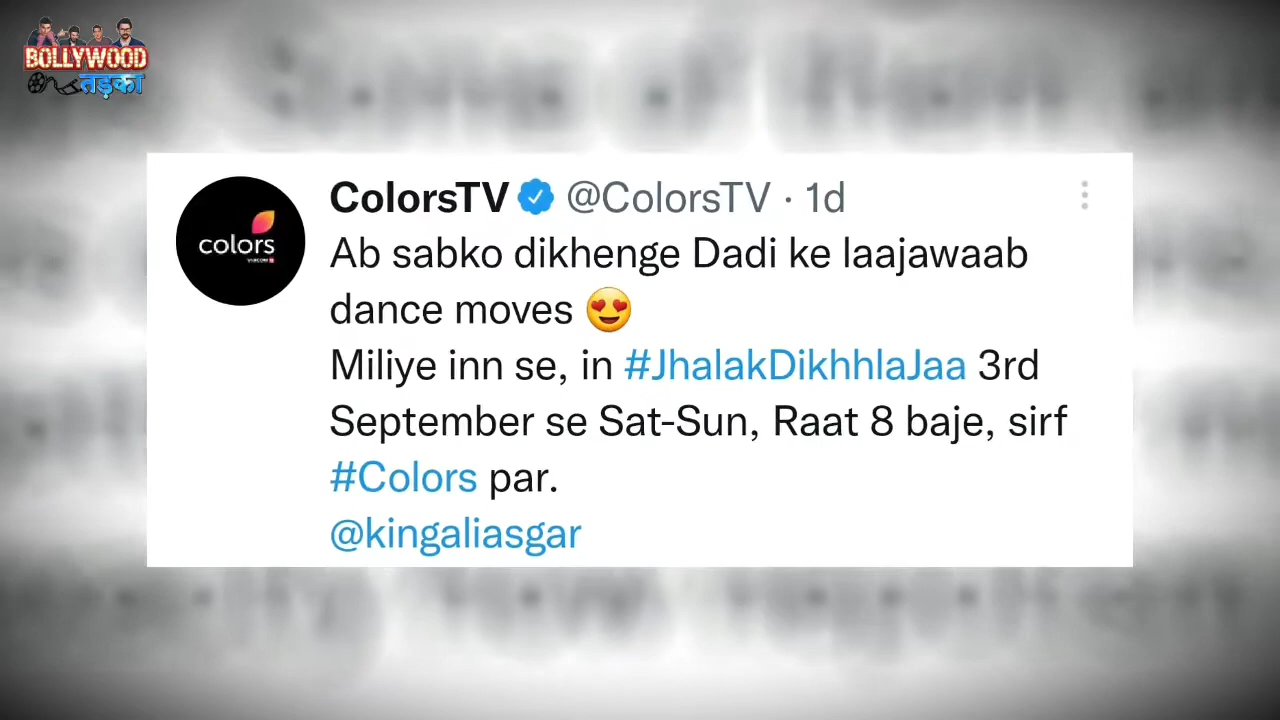 BOLLYWOOD
तड़का
ColorsTV @ColorsTV · 1d
colors
Ab sabko dikhenge Dadi ke laajawaab
dance moves 😍
Miliye inn se, in #JhalakDikhhlaJaa 3rd
September se Sat-Sun, Raat 8 baje, sirf
#Colors par.
@kingaliasgar